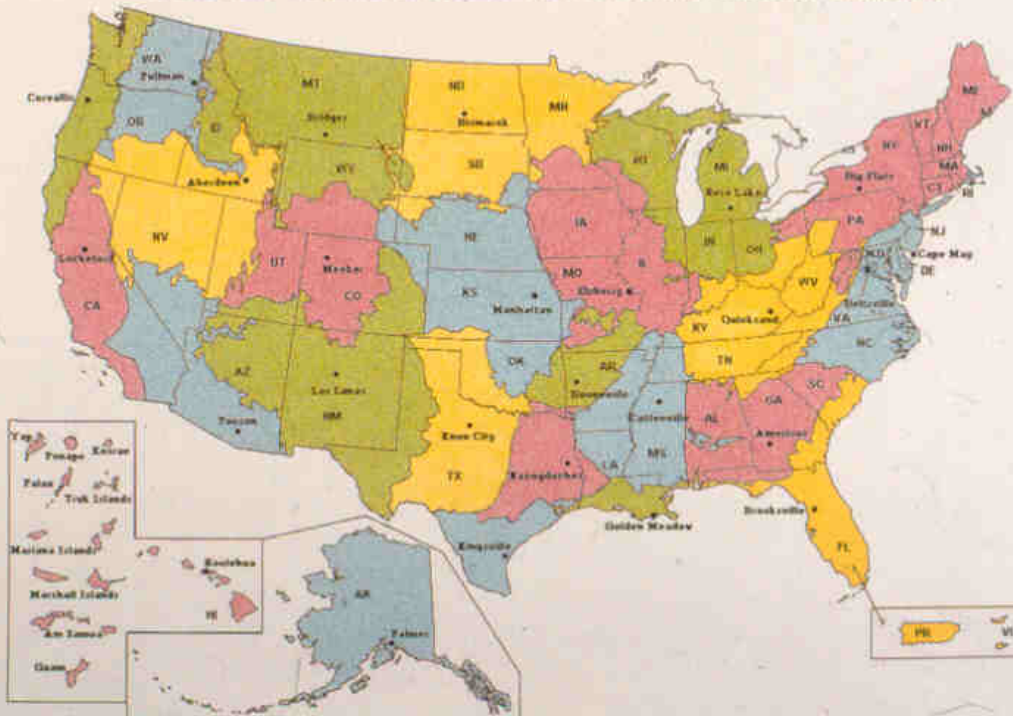 WA
Pullman
Corvallis
OR
ID
MT
Bridger
WY
Aberdeen
NV
Lockeford
CA
UT
Meeker
CO
AZ
Tucson
Los Lunas
NM
ND
Bismarck
SD
MN
NE
KS
Manhattan
OK
Knox City
TX
Kingsville
Nacogdoches
IA
MO
Elsberry
IL
WI
MI
Rose Lake
IN
OH
AR
Booneville
Coffeeville
LA
MS
Golden Meadow
KY
Quicksand
TN
WV
VA
NC
SC
GA
AL
Americus
Brooksville
FL
PR
VI
ME
VT
NH
NY
MA
CT
RI
Big Flats
PA
NJ
MD
Cape May
DE
Beltsville
Yap
Ponape
Kosrae
Palau
Truk Islands
Mariana Islands
Marshall Islands
Am Samoa
Guam
Hoolehua
HI
AK
Palmer